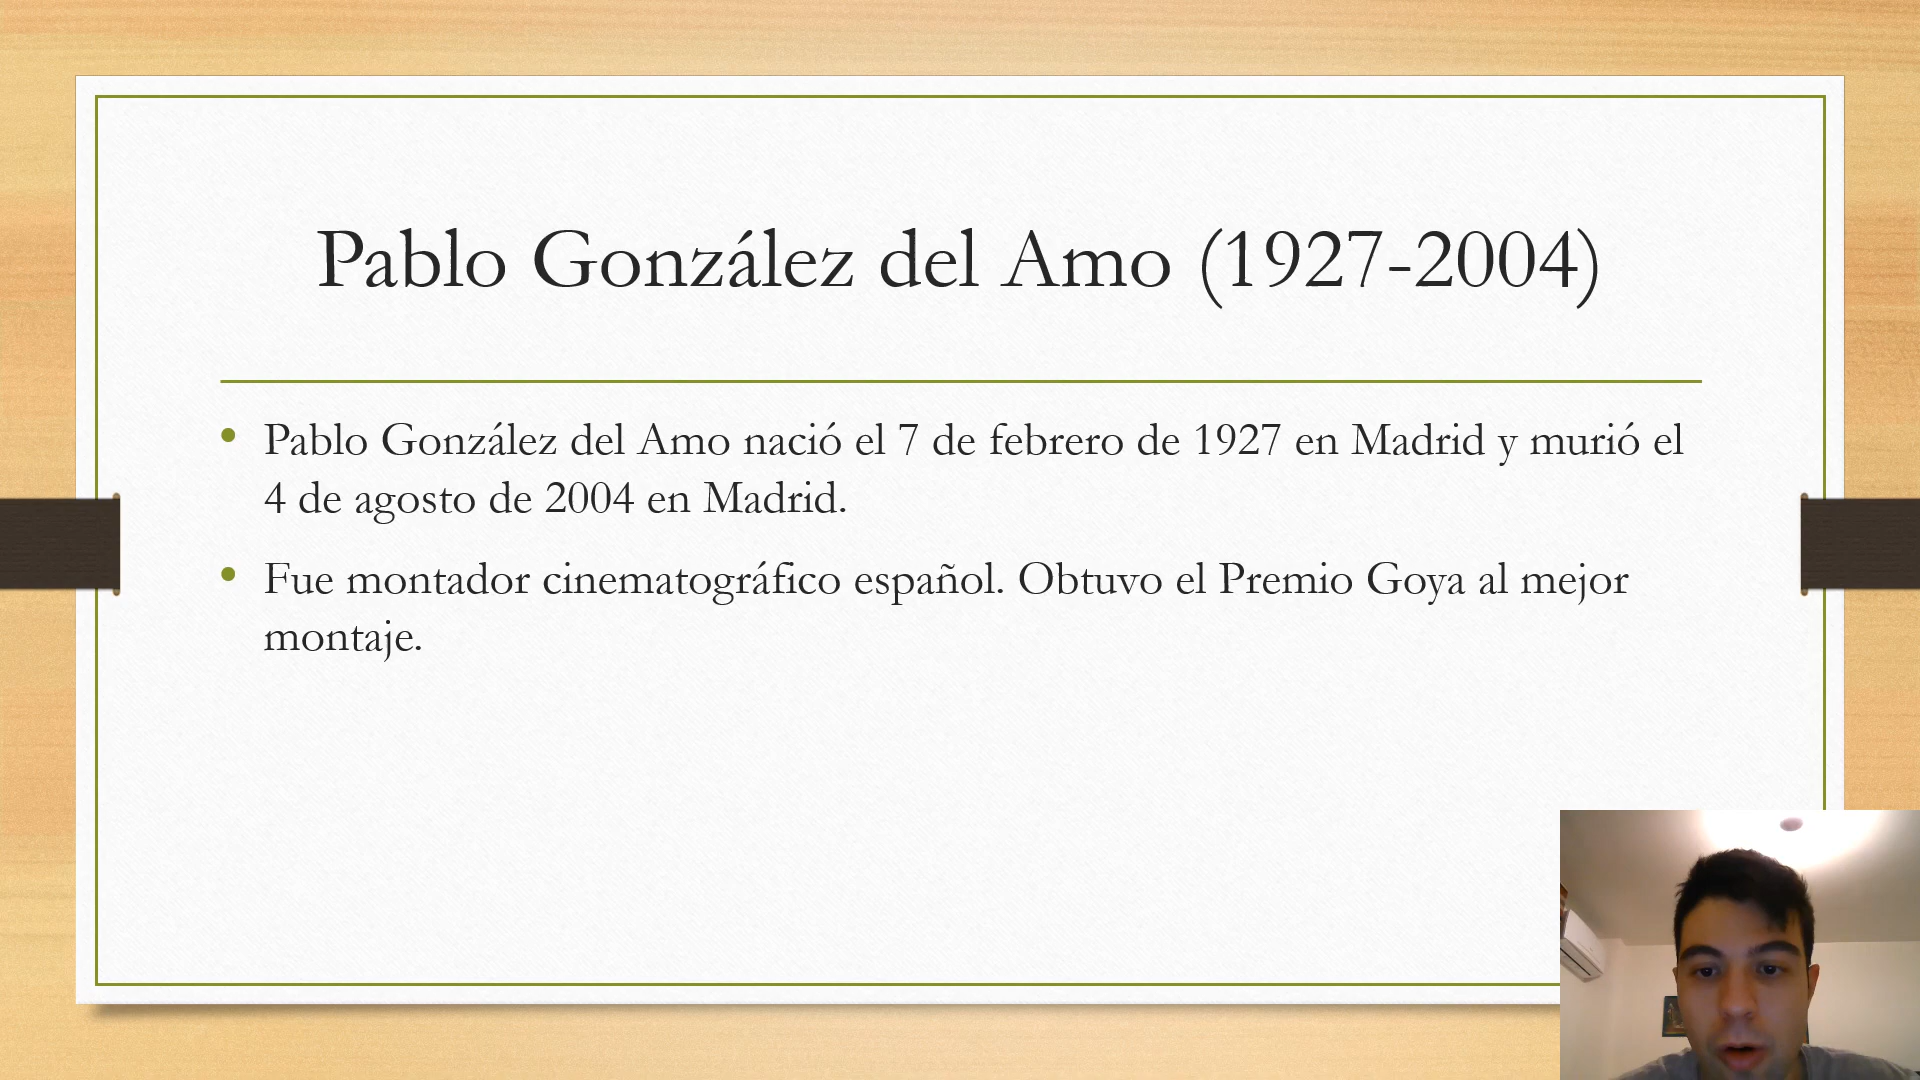 Pablo González del Amo (1927-2004)
• Pablo González del Amo nació el 7 de febrero de 1927 en Madrid y murió el
4 de agosto de 2004 en Madrid.
• Fue montador cinematográfico español. Obtuvo el Premio Goya al mejor
montaje.